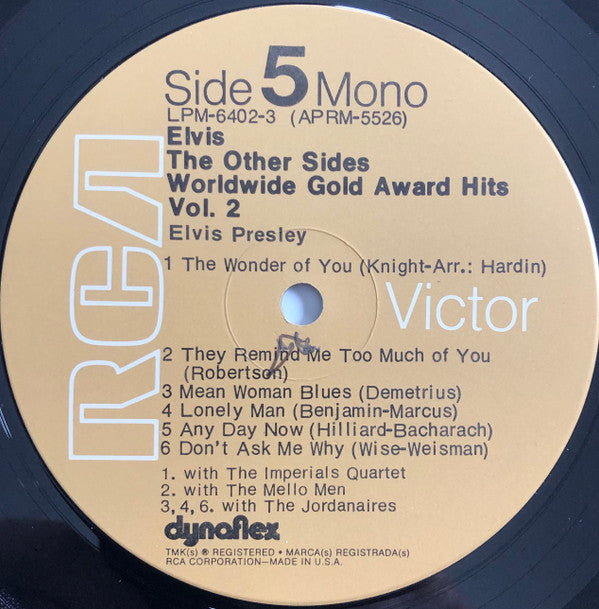 Side 5 Mono
LPM-6402-3 (APRM-5526)
Elvis
The Other Sides
Worldwide Gold Award Hits
Vol. 2
Elvis Presley
1 The Wonder of You (Knight-Arr.: Hardin)
RCA
Victor
2 They Remind Me Too Much of You
(Robertson)
3 Mean Woman Blues (Demetrius)
4 Lonely Man (Benjamin-Marcus)
5 Any Day Now (Hilliard-Bacharach)
6 Don't Ask Me Why (Wise-Weisman)
1. with The Imperials Quartet
2. with The Mello Men
3, 4, 6. with The Jordanaires
dynaflex
TMK(s) ® REGISTERED • MARCA(s) REGISTRADA(s)
RCA CORPORATION—MADE IN U.S.A.